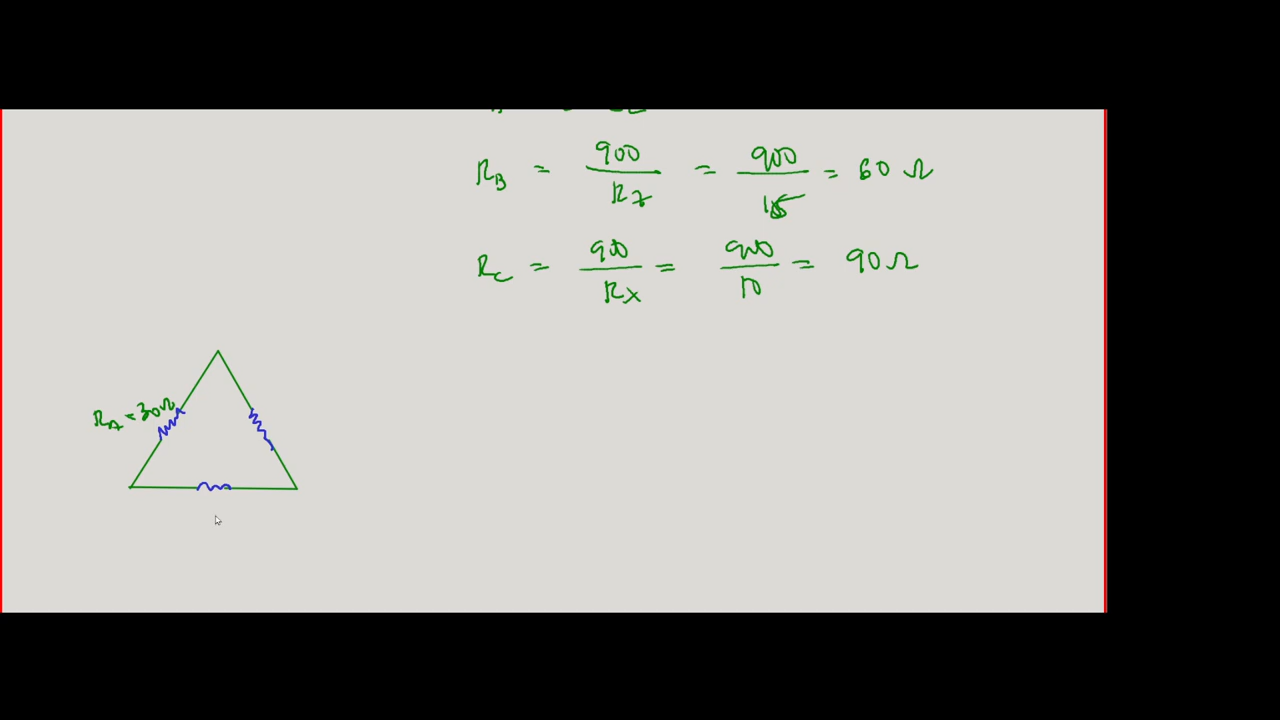 R_B = 900 / R_Z = 900 / 15 = 60 Ω
R_C = 900 / R_X = 900 / 10 = 90 Ω
R_A = 30Ω